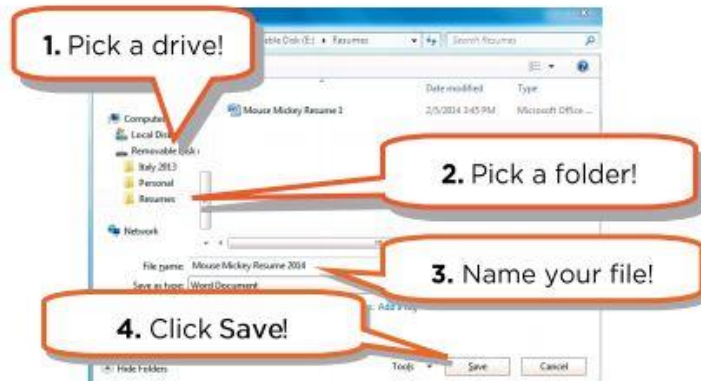 1. Pick a drive!
Disk (E:) ▸ Resumes
Search Resumes
Date modified
Type
Computer
Mouse Mickey Resume 1
2/5/2014 3:45 PM
Microsoft Office ...
Local Dis
Removable Disk
Italy 2013
Personal
Resumes
2. Pick a folder!
Network
File name: Mouse Mickey Resume 2014
3. Name your file!
Save as type: Word Document
Add a
4. Click Save!
Hide Folders
Tools
Save
Cancel